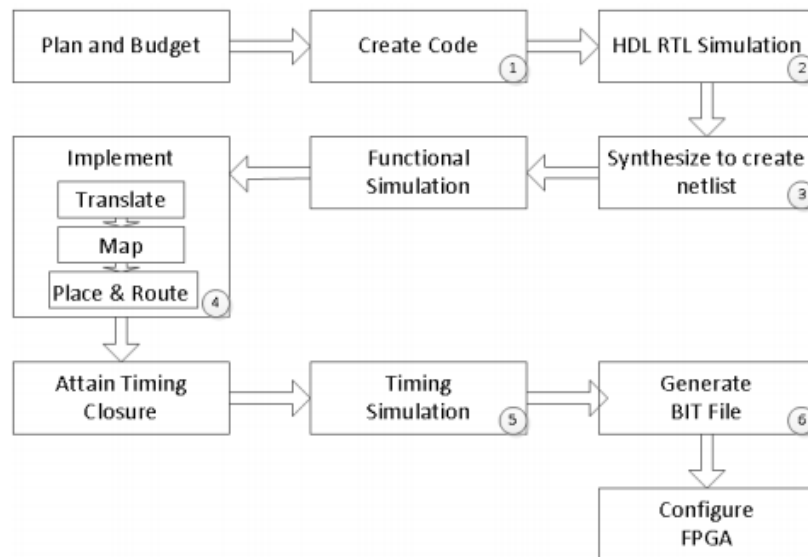 Plan and Budget
Create Code
1
HDL RTL Simulation
2
Synthesize to create
netlist
3
Functional
Simulation
Implement
Translate
Map
Place & Route
4
Attain Timing
Closure
Timing
Simulation
5
Generate
BIT File
6
Configure
FPGA